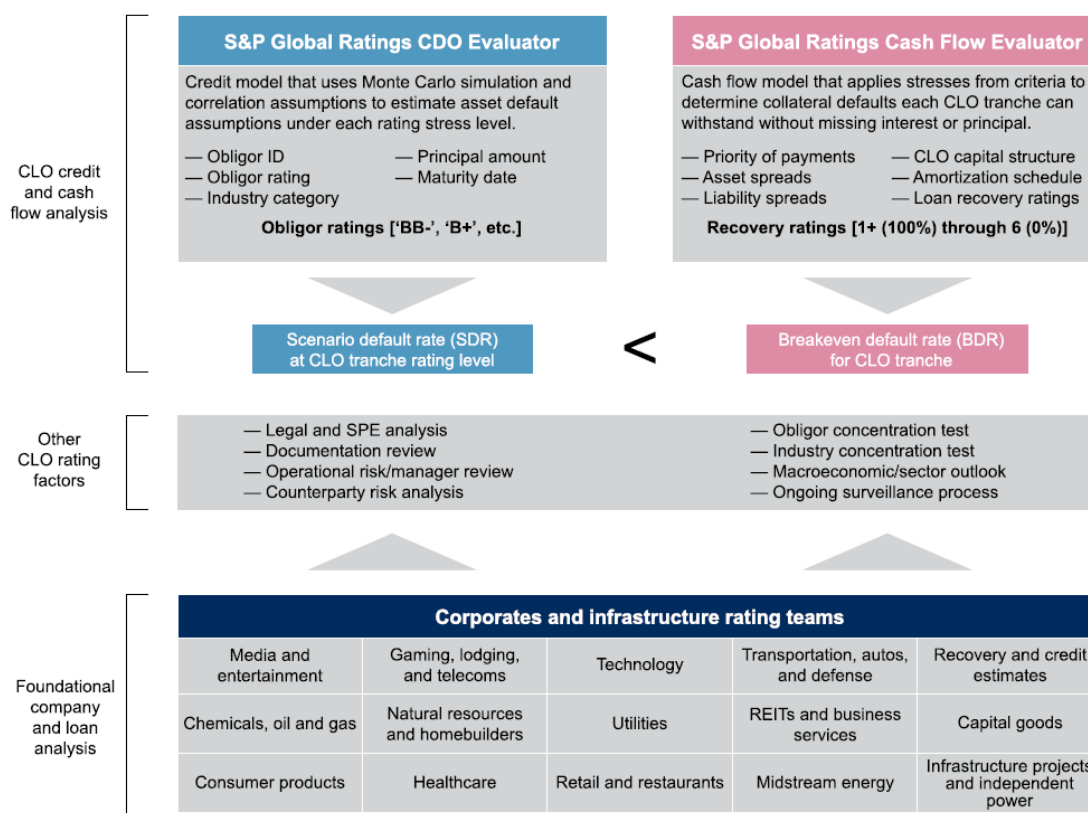 S&P Global Ratings CDO Evaluator
Credit model that uses Monte Carlo simulation and
correlation assumptions to estimate asset default
assumptions under each rating stress level.
— Obligor ID
— Obligor rating
— Industry category
— Principal amount
— Maturity date
Obligor ratings [‘BB-’, ‘B+’, etc.]
S&P Global Ratings Cash Flow Evaluator
Cash flow model that applies stresses from criteria to
determine collateral defaults each CLO tranche can
withstand without missing interest or principal.
— Priority of payments
— Asset spreads
— Liability spreads
— CLO capital structure
— Amortization schedule
— Loan recovery ratings
Recovery ratings [1+ (100%) through 6 (0%)]
CLO credit
and cash
flow analysis
Scenario default rate (SDR)
at CLO tranche rating level
<
Breakeven default rate (BDR)
for CLO tranche
Other
CLO rating
factors
— Legal and SPE analysis
— Documentation review
— Operational risk/manager review
— Counterparty risk analysis
— Obligor concentration test
— Industry concentration test
— Macroeconomic/sector outlook
— Ongoing surveillance process
Foundational
company
and loan
analysis
Corporates and infrastructure rating teams
Media and
entertainment
Gaming, lodging,
and telecoms
Technology
Transportation, autos,
and defense
Recovery and credit
estimates
Chemicals, oil and gas
Natural resources
and homebuilders
Utilities
REITs and business
services
Capital goods
Consumer products
Healthcare
Retail and restaurants
Midstream energy
Infrastructure projects
and independent
power